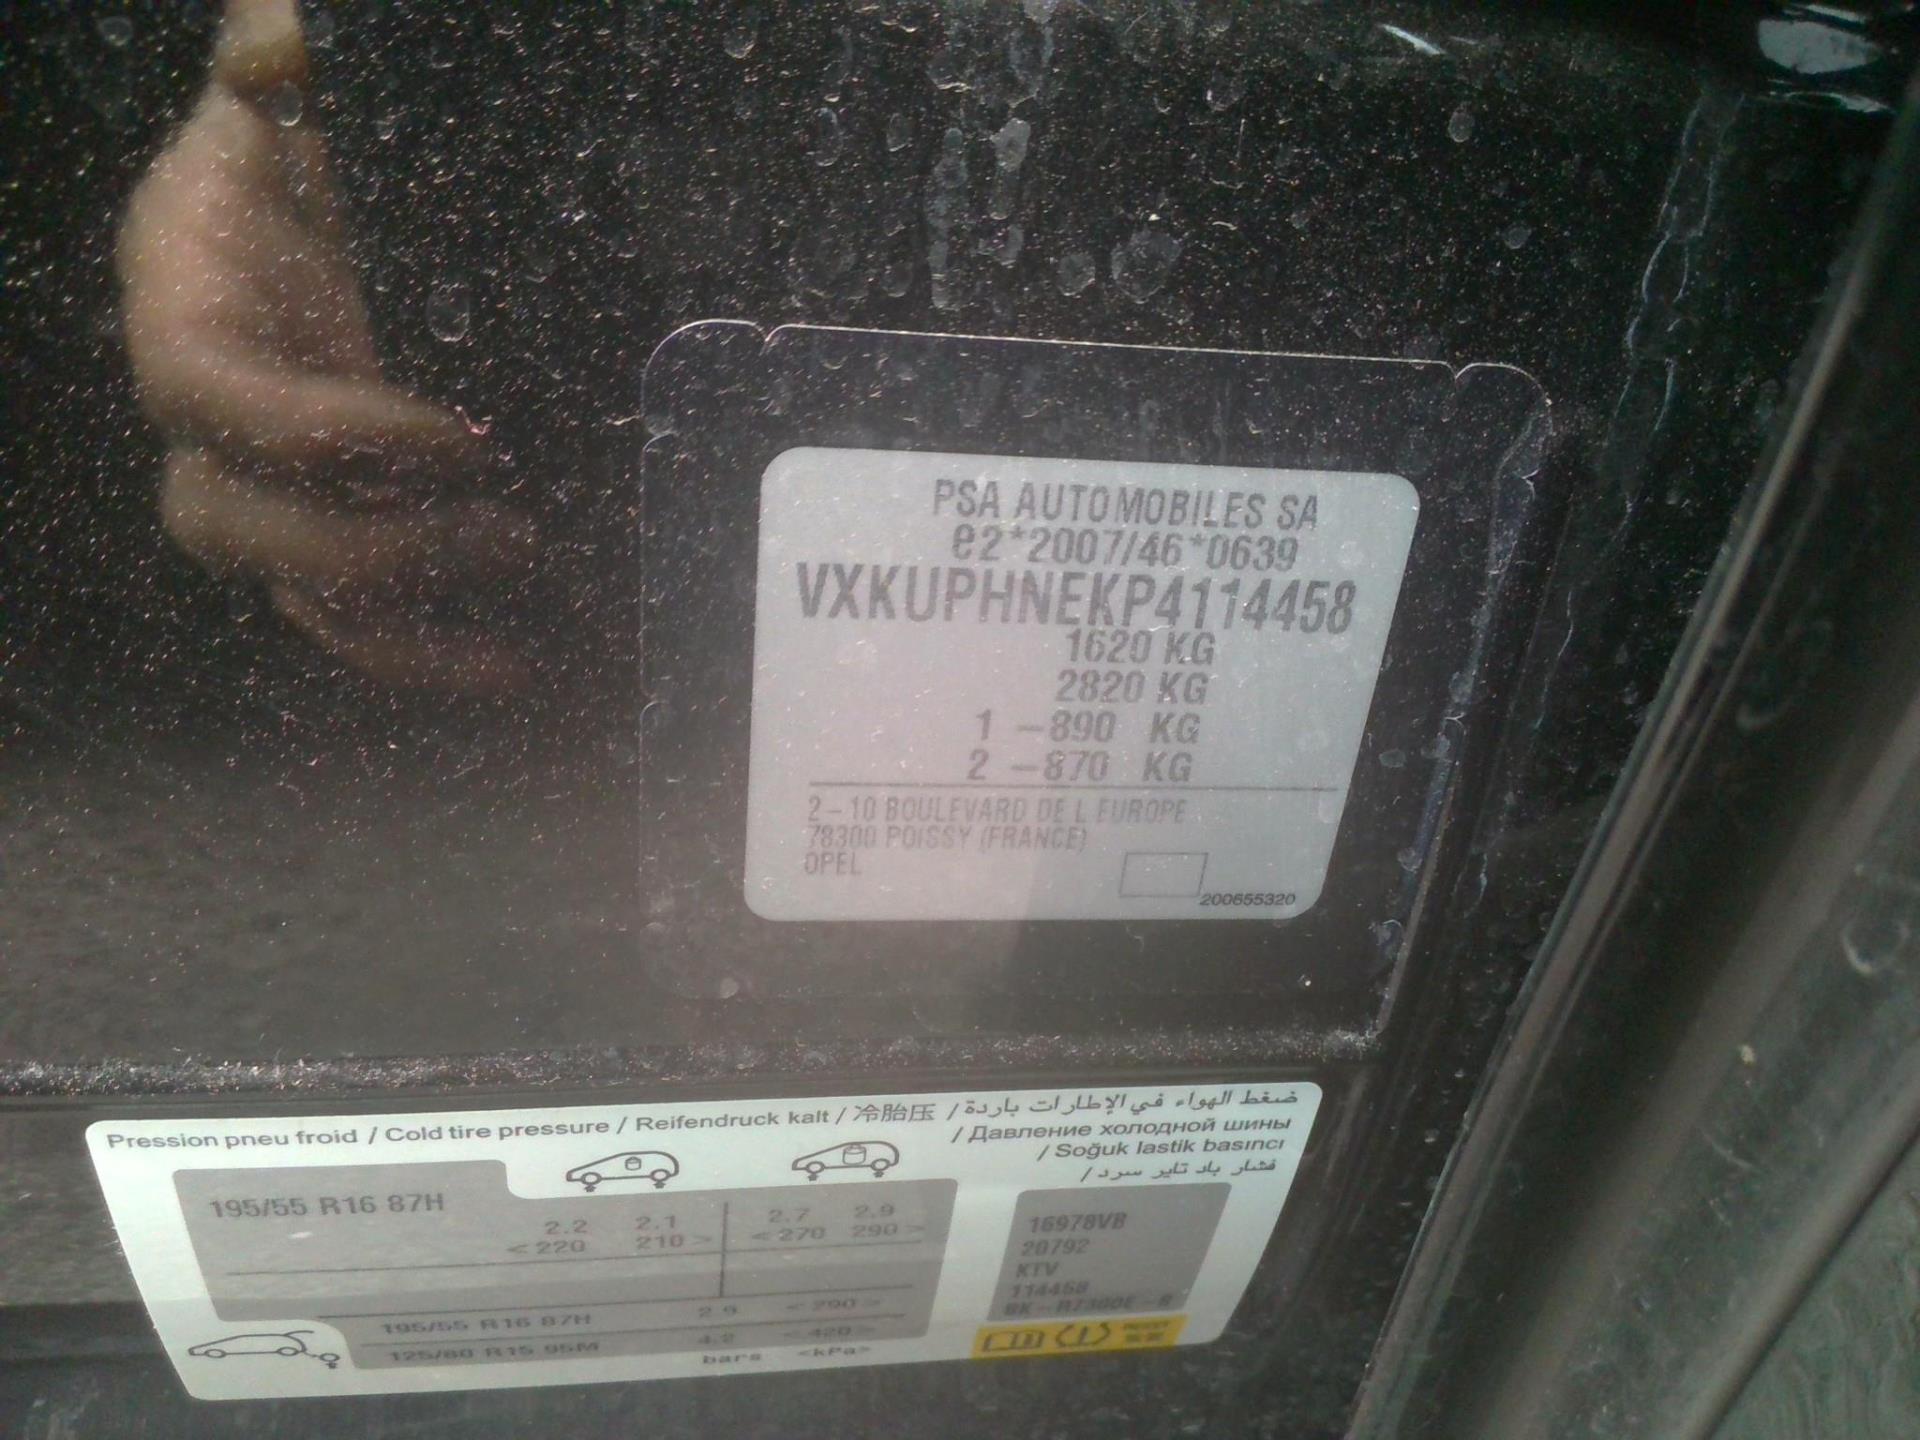 PSA AUTOMOBILES SA
e2*2007/46*0639
VXKUPHNEKP4114458
1620 KG
2820 KG
1 -890 KG
2 -870 KG
2-10 BOULEVARD DE L EUROPE
78300 POISSY (FRANCE)
OPEL
200655320
Pression pneu froid / Cold tire pressure / Reifendruck kalt / 冷胎压 / ضغط الهواء في الإطارات باردة
/ Давление холодной шины
/ Soğuk lastik basıncı
/ فشار باد تایر سرد
195/55 R16 87H
2.2 2.1 2.7 2.9
<220 210> <270 290>
195/55 R16 87H 2.9 <290>
125/80 R15 95M 4.2 <420>
bars <kPa>
16978VB
20792
KTV
114458